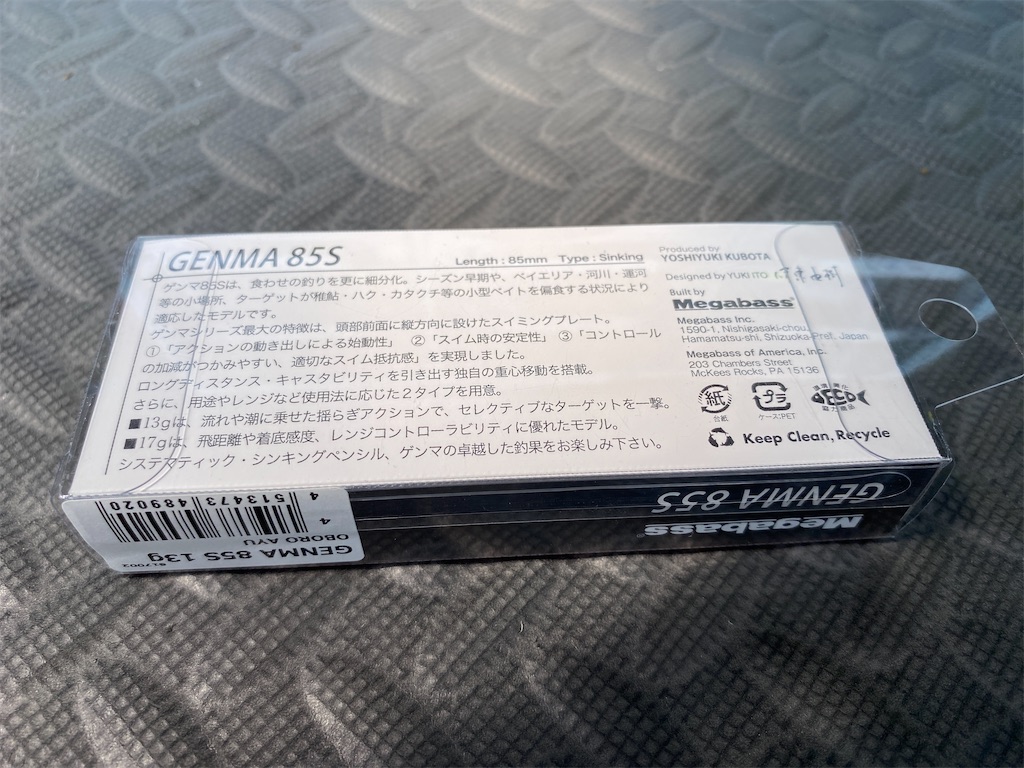 GENMA 85S
Length : 85mm Type : Sinking
ゲンマ85Sは、食わせの釣りを更に細分化。シーズン早期や、ベイエリア・河川・運河
等の小場所、ターゲットが稚鮎・ハク・カタクチ等の小型ベイトを偏食する状況により
適応したモデルです。
ゲンマシリーズ最大の特徴は、頭部前面に縦方向に設けたスイミングプレート。
①「アクションの動き出しによる始動性」 ②「スイム時の安定性」 ③「コントロール
の加減がつかみやすい、適切なスイム抵抗感」を実現しました。
ロングディスタンス・キャスタビリティを引き出す独自の重心移動を搭載。
さらに、用途やレンジなど使用法に応じた2タイプを用意。
■13gは、流れや潮に乗せた揺らぎアクションで、セレクティブなターゲットを一撃。
■17gは、飛距離や着底感度、レンジコントローラビリティに優れたモデル。
システマティック・シンキングペンシル、ゲンマの卓越した釣果をお楽しみ下さい。
Produced by
YOSHIYUKI KUBOTA
Designed by YUKI ITO
Built by
Megabass
Megabass Inc.
1590-1, Nishigasaki-chou,
Hamamatsu-shi, Shizuoka-Pref. Japan
Megabass of America, Inc.
203 Chambers Street
McKees Rocks, PA 15136
紙
台紙
プラ
ケース:PET
ECO
Keep Clean, Recycle
GENMA 85S
Megabass
4 513473 489020
4
OBORO AYU
GENMA 85S 13g